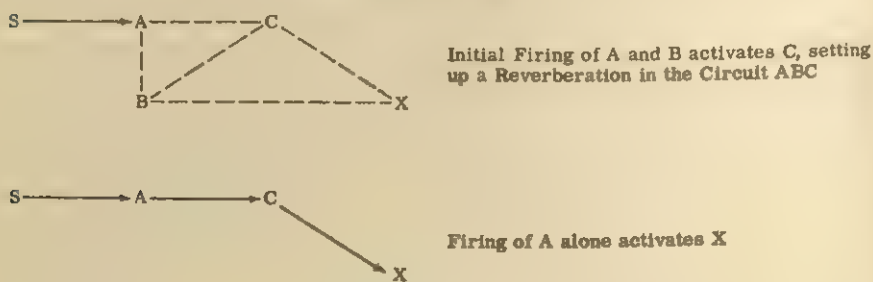 S A C
Initial Firing of A and B activates C, setting
up a Reverberation in the Circuit ABC
B X
S A C
Firing of A alone activates X
X